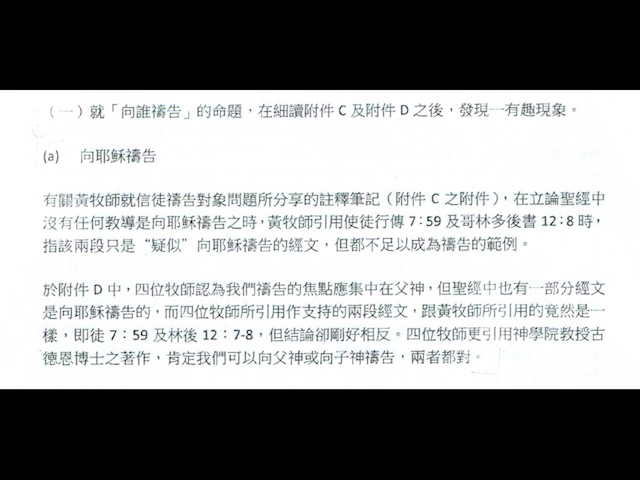 （一）就「向誰禱告」的命題，在細讀附件 C 及附件 D 之後，發現一有趣現象。
(a) 向耶穌禱告
有關黃牧師就信徒禱告對象問題所分享的註釋筆記（附件 C 之附件），在立論聖經中
沒有任何教導是向耶穌禱告之時，黃牧師引用使徒行傳 7：59 及哥林多後書 12：8 時，
指該兩段只是“疑似”向耶穌禱告的經文，但都不足以成為禱告的範例。
於附件 D 中，四位牧師認為我們禱告的焦點應集中在父神，但聖經中也有一部分經文
是向耶穌禱告的，而四位牧師所引用作支持的兩段經文，跟黃牧師所引用的竟然是一
樣，即徒 7：59 及林後 12：7-8，但結論卻剛好相反。四位牧師更引用神學院教授古
德恩博士之著作，肯定我們可以向父神或向子神禱告，兩者都對。